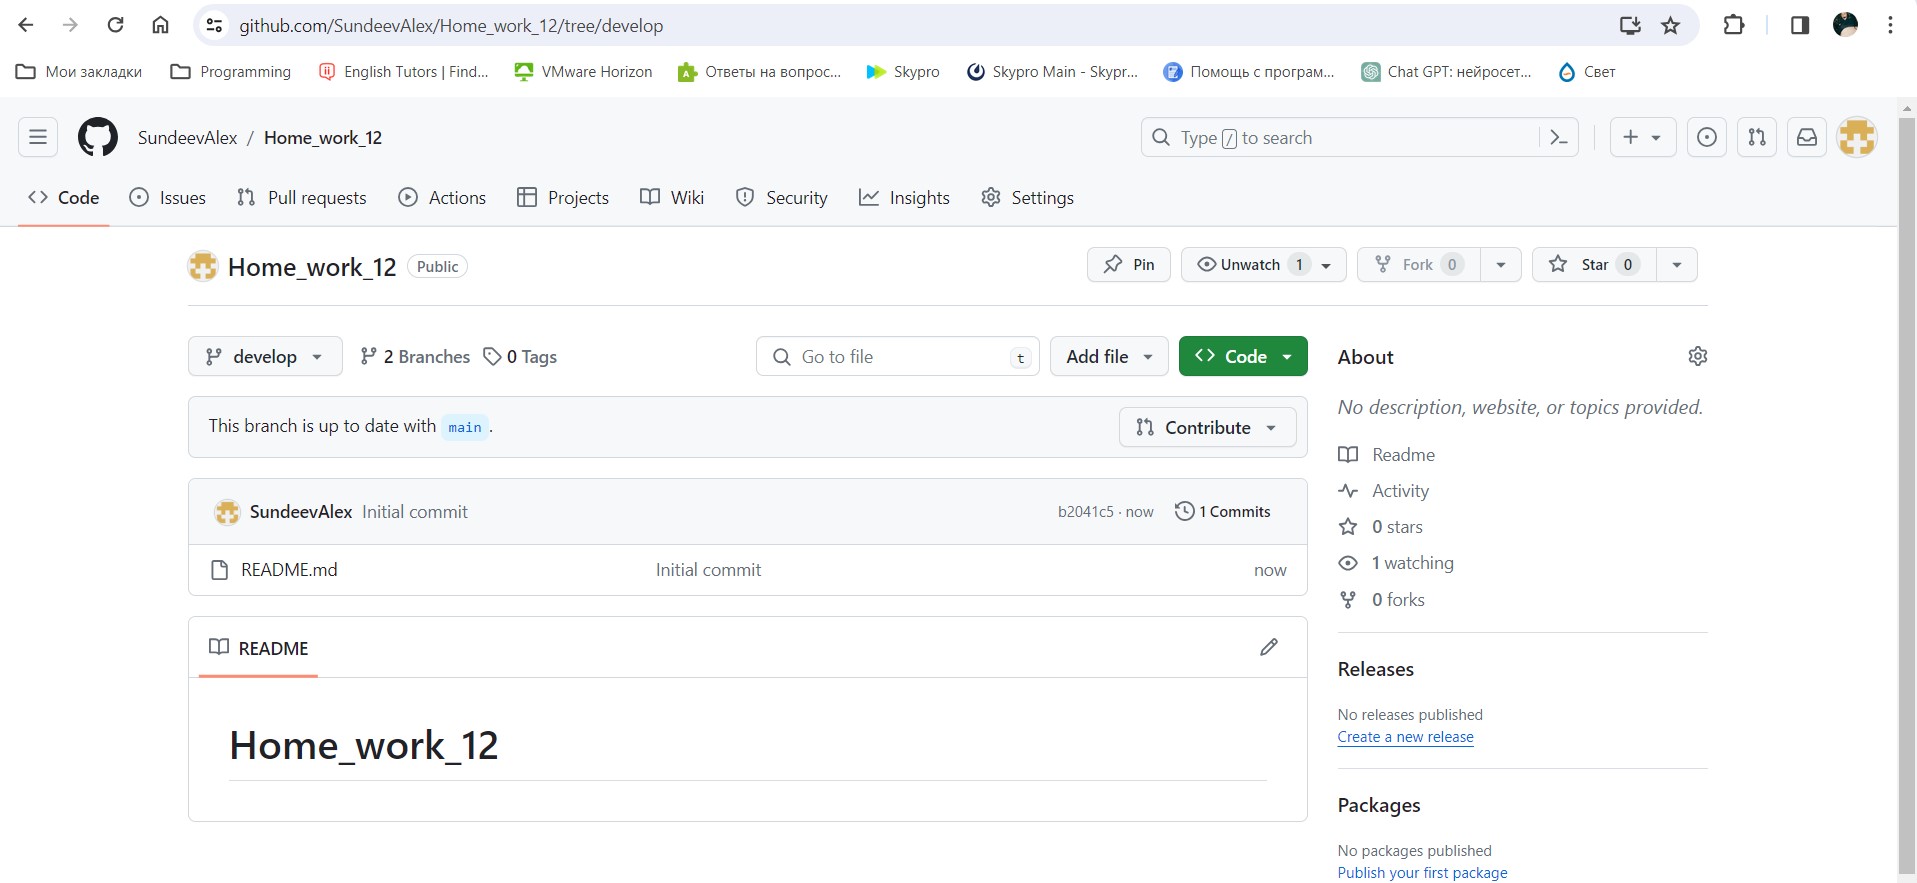 github.com/SundeevAlex/Home_work_12/tree/develop
Мои закладки Programming English Tutors | Find... VMware Horizon Ответы на вопрос... Skypro Skypro Main - Skypr... Помощь с програм... Chat GPT: нейросет... Свет
SundeevAlex / Home_work_12 Type / to search
Code Issues Pull requests Actions Projects Wiki Security Insights Settings
Home_work_12 Public Pin Unwatch 1 Fork 0 Star 0
develop 2 Branches 0 Tags Go to file t Add file Code
This branch is up to date with main . Contribute
SundeevAlex Initial commit b2041c5 · now 1 Commits
README.md Initial commit now
README
Home_work_12
About
No description, website, or topics provided.
Readme
Activity
0 stars
1 watching
0 forks
Releases
No releases published
Create a new release
Packages
No packages published
Publish your first package